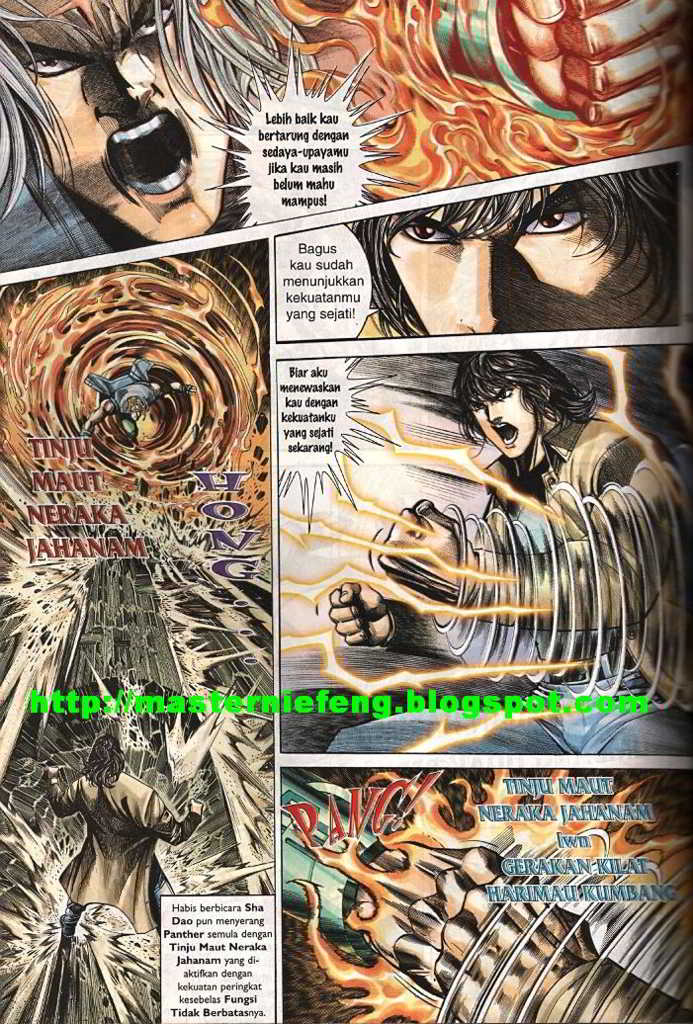 Lebih baik kau
bertarung dengan
sedaya-upayamu
jika kau masih
belum mahu
mampus!
Bagus
kau sudah
menunjukkan
kekuatanmu
yang sejati!
TINJU
MAUT
NERAKA
JAHANAM
HONG......
Habis berbicara Sha
Dao pun menyerang
Panther semula dengan
Tinju Maut Neraka
Jahanam yang di-
aktifkan dengan
kekuatan peringkat
kesebelas Fungsi
Tidak Berbatasnya.
Biar aku
menewaskan
kau dengan
kekuatanku
yang sejati
sekarang!
http://masterniefeng.blogspot.com
PANG!
TINJU MAUT
NERAKA JAHANAM
lwn
GERAKAN KILAT
HARIMAU KUMBANG